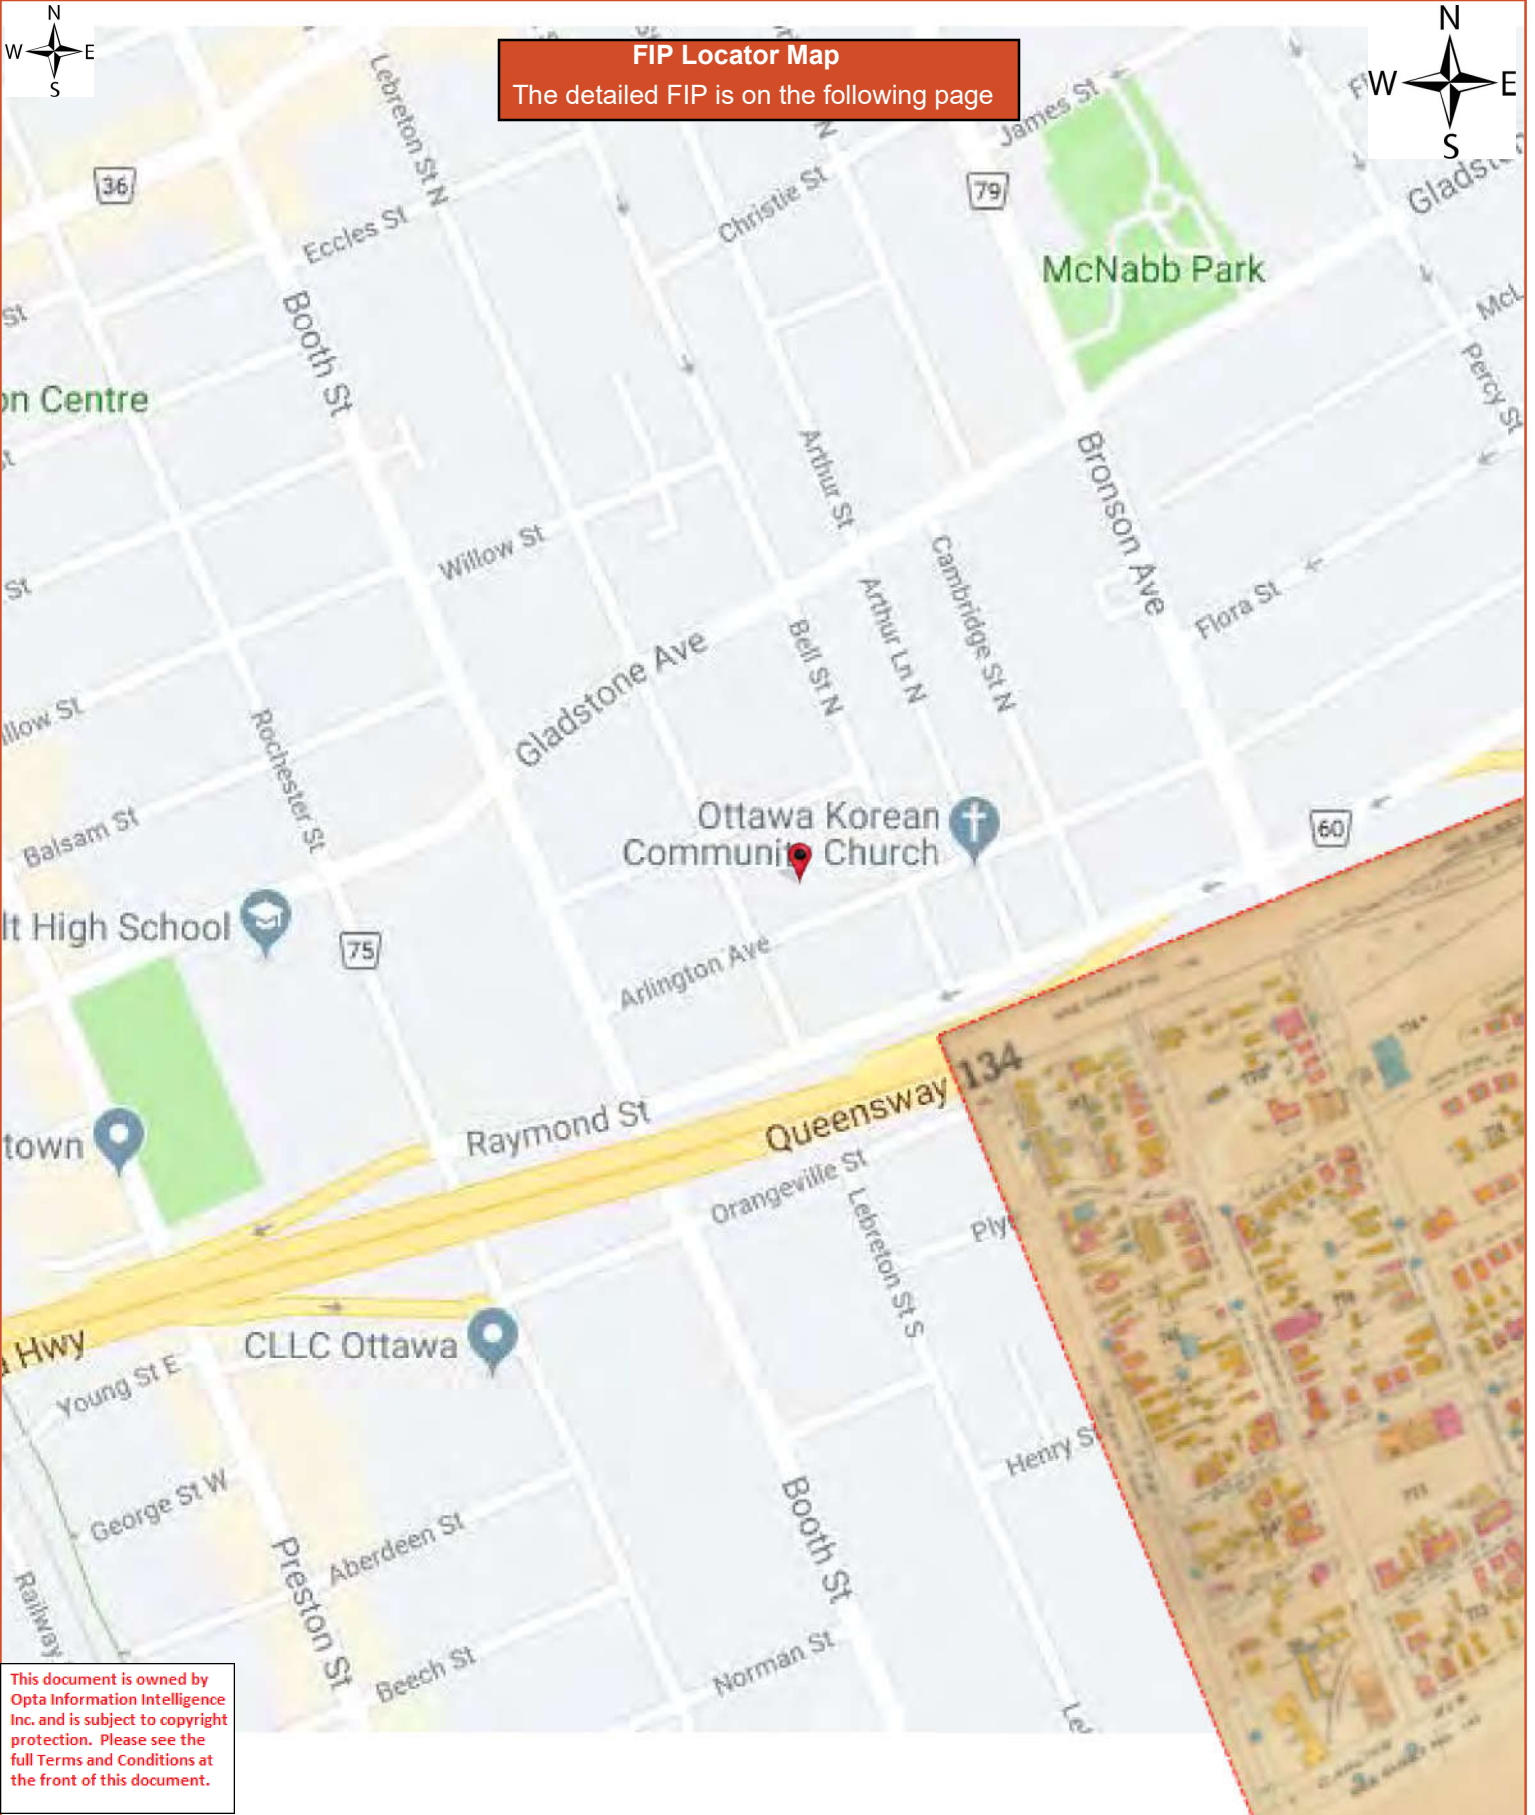 N
W E
S
FIP Locator Map
The detailed FIP is on the following page
N
W E
S
Lebreton St N
N
James St
36
79
Christie St
Eccles St
McNabb Park
St
Booth St
McL
Percy St
on Centre
Arthur St
Bronson Ave
Willow St
St
Cambridge St N
Arthur Ln N
Flora St
Bell St N
Gladstone Ave
illow St
Rochester St
Balsam St
Ottawa Korean
Community Church
60
lt High School
75
Arlington Ave
134
Raymond St
Queensway
town
Orangeville St
Lebreton St S
Ply
CLLC Ottawa
a Hwy
Young St E
Henry S
George St W
Booth St
Aberdeen St
Preston St
Railway
Norman St
Beech St
Le
This document is owned by
Opta Information Intelligence
Inc. and is subject to copyright
protection. Please see the
full Terms and Conditions at
the front of this document.